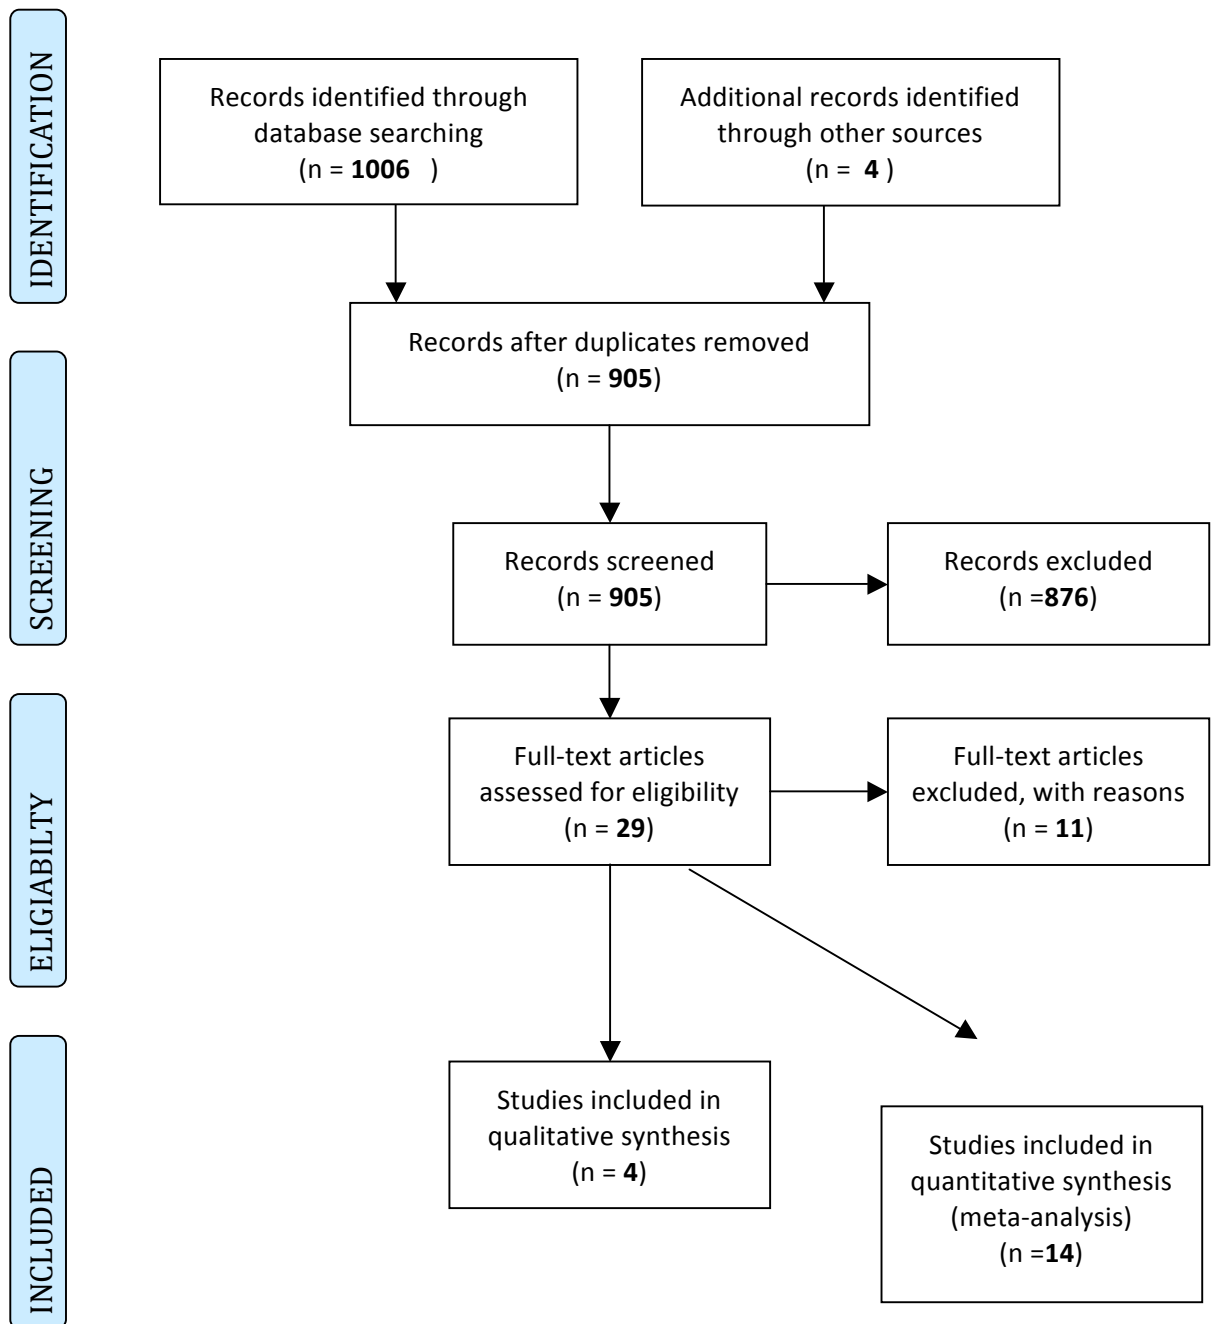 IDENTIFICATION
Records identified through
database searching
(n = 1006   )
Additional records identified
through other sources
(n =  4 )
Records after duplicates removed
(n = 905)
SCREENING
Records screened
(n = 905)
Records excluded
(n =876)
ELIGIABILTY
Full-text articles
assessed for eligibility
(n = 29)
Full-text articles
excluded, with reasons
(n = 11)
INCLUDED
Studies included in
qualitative synthesis
(n = 4)
Studies included in
quantitative synthesis
(meta-analysis)
(n =14)